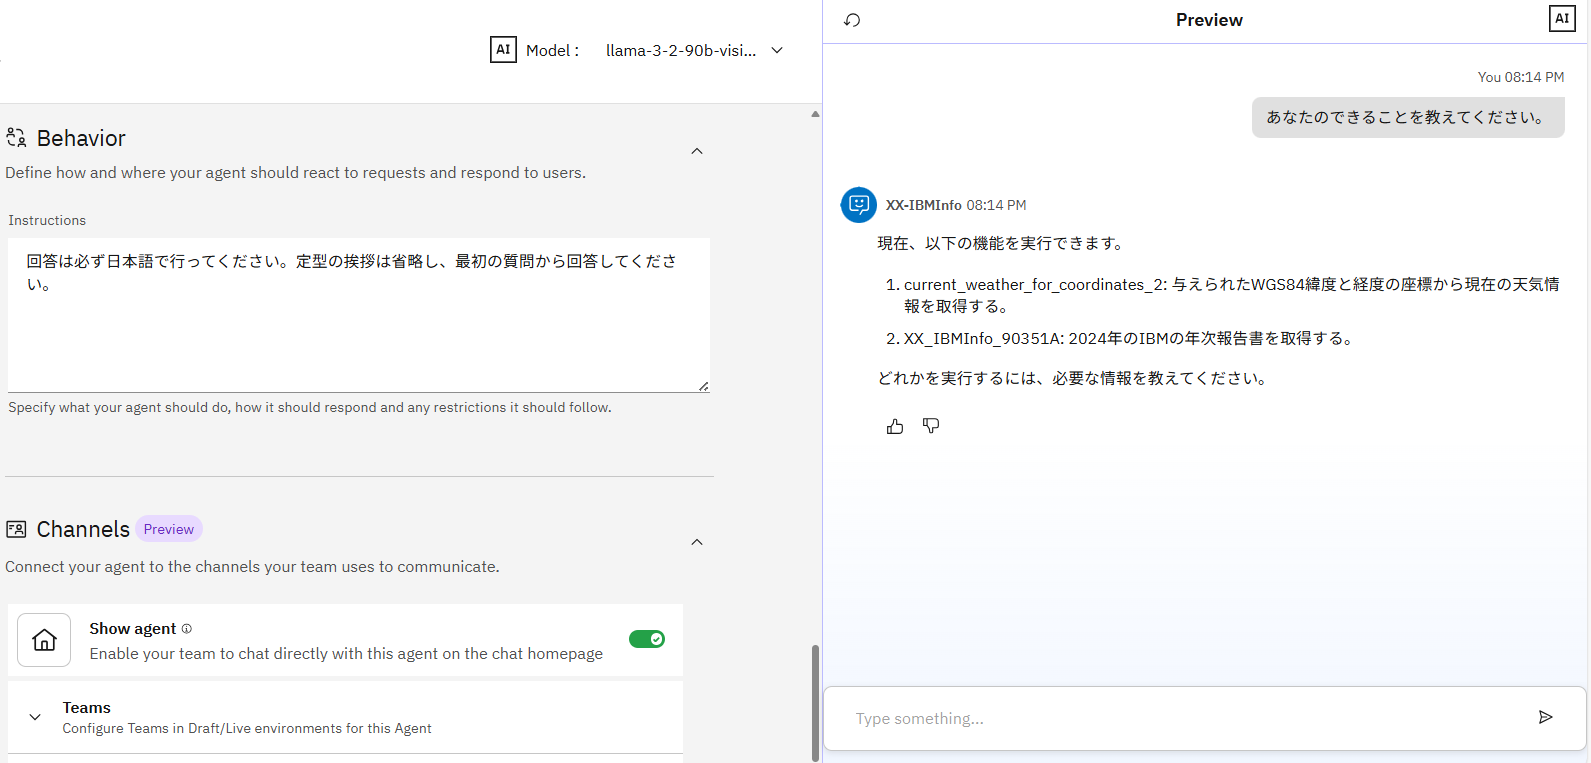 AI Model : llama-3-2-90b-visi...
Behavior
Define how and where your agent should react to requests and respond to users.
Instructions
回答は必ず日本語で行ってください。定型の挨拶は省略し、最初の質問から回答してくださ
い。
Specify what your agent should do, how it should respond and any restrictions it should follow.
Channels Preview
Connect your agent to the channels your team uses to communicate.
Show agent
Enable your team to chat directly with this agent on the chat homepage
Teams
Configure Teams in Draft/Live environments for this Agent
Preview
AI
You 08:14 PM
あなたのできることを教えてください。
XX-IBMInfo 08:14 PM
現在、以下の機能を実行できます。
1. current_weather_for_coordinates_2: 与えられたWGS84緯度と経度の座標から現在の天気情
報を取得する。
2. XX_IBMInfo_90351A: 2024年のIBMの年次報告書を取得する。
どれかを実行するには、必要な情報を教えてください。
Type something...